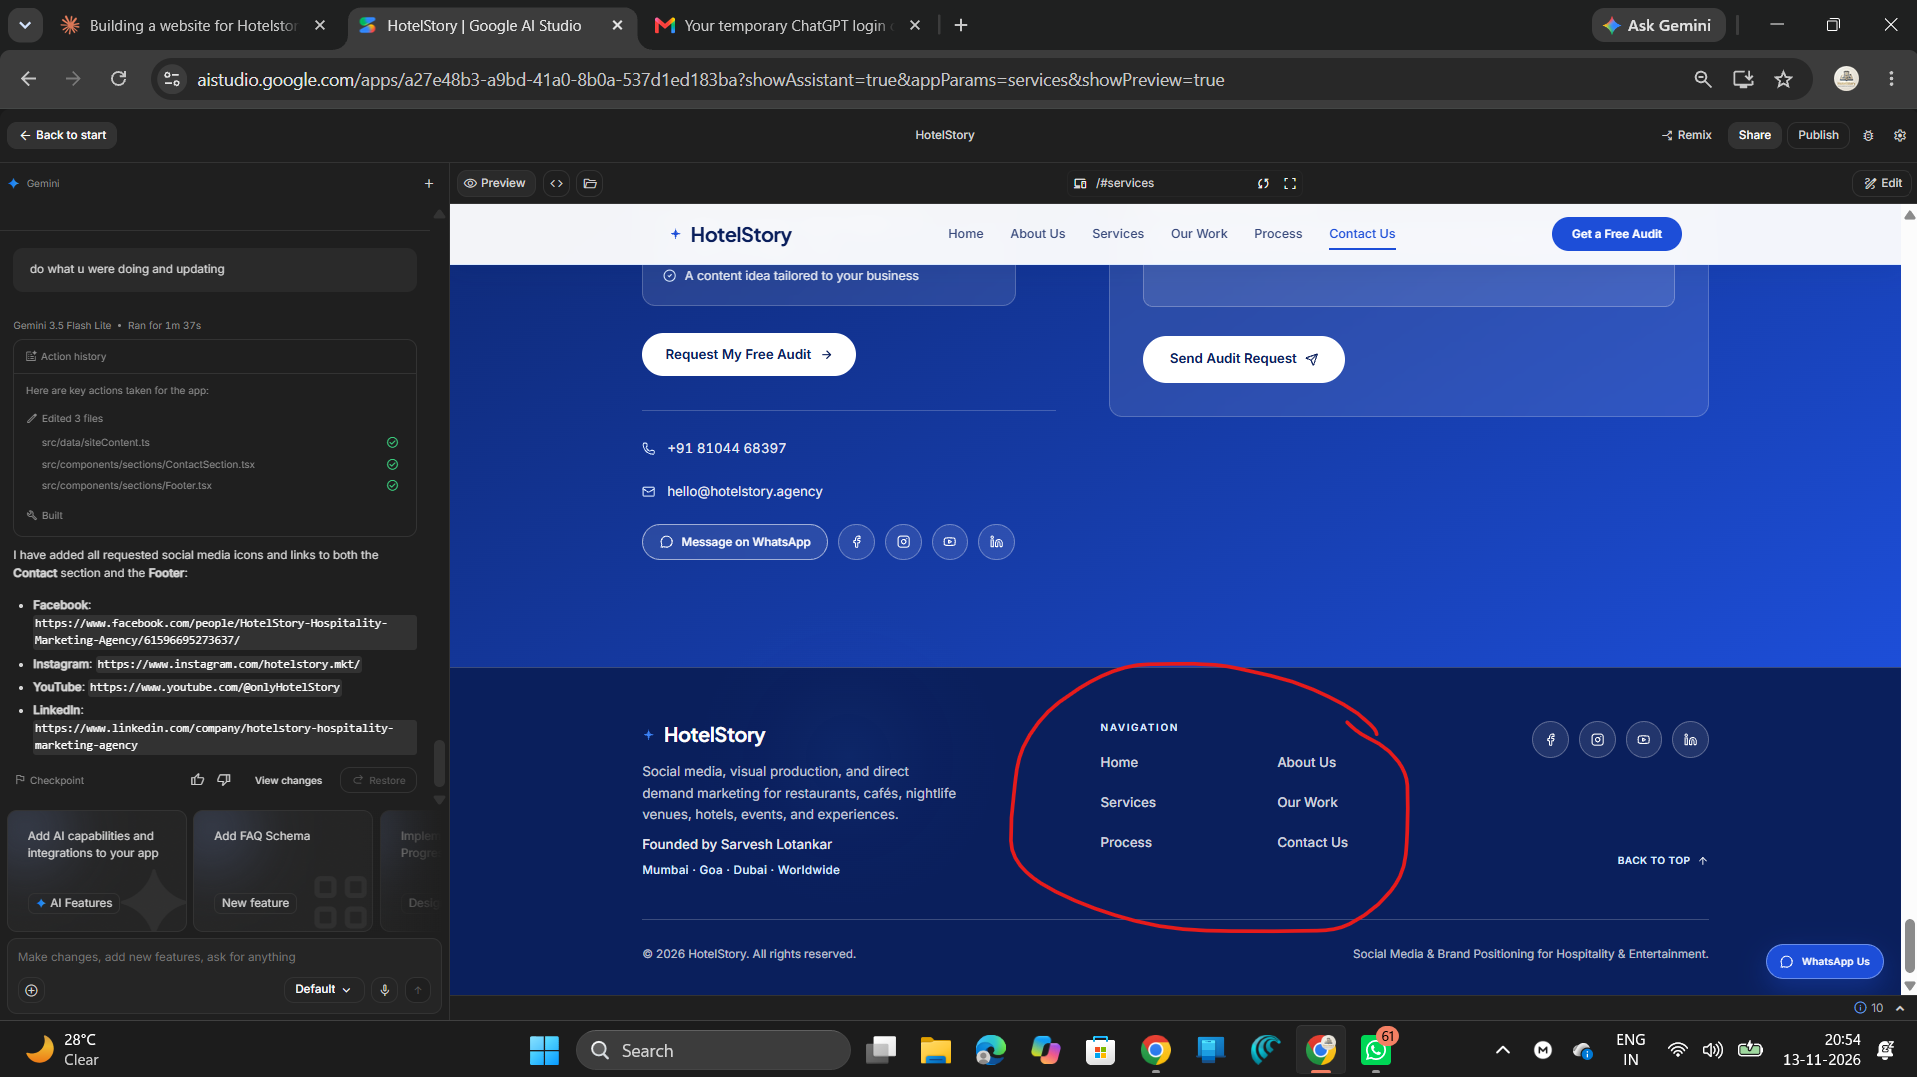 Building a website for Hotelstor
HotelStory | Google AI Studio
Your temporary ChatGPT login
Ask Gemini
aistudio.google.com/apps/a27e48b3-a9bd-41a0-8b0a-537d1ed183ba?showAssistant=true&appParams=services&showPreview=true
Back to start
HotelStory
Remix
Share
Publish
Gemini
Preview
/#services
Edit
do what u were doing and updating
Gemini 3.5 Flash Lite • Ran for 1m 37s
Action history
Here are key actions taken for the app:
Edited 3 files
src/data/siteContent.ts
src/components/sections/ContactSection.tsx
src/components/sections/Footer.tsx
Built
I have added all requested social media icons and links to both the
Contact section and the Footer:
• Facebook:
https://www.facebook.com/people/HotelStory-Hospitality-
Marketing-Agency/61596695273637/
• Instagram: https://www.instagram.com/hotelstory.mkt/
• YouTube: https://www.youtube.com/@onlyHotelStory
• LinkedIn:
https://www.linkedin.com/company/hotelstory-hospitality-
marketing-agency
Checkpoint
View changes
Restore
Add AI capabilities and
integrations to your app
AI Features
Add FAQ Schema
New feature
Make changes, add new features, ask for anything
Default
HotelStory
Home
About Us
Services
Our Work
Process
Contact Us
Get a Free Audit
A content idea tailored to your business
Request My Free Audit
Send Audit Request
+91 81044 68397
hello@hotelstory.agency
Message on WhatsApp
HotelStory
Social media, visual production, and direct
demand marketing for restaurants, cafés, nightlife
venues, hotels, events, and experiences.
Founded by Sarvesh Lotankar
Mumbai · Goa · Dubai · Worldwide
NAVIGATION
Home
About Us
Services
Our Work
Process
Contact Us
BACK TO TOP
© 2026 HotelStory. All rights reserved.
Social Media & Brand Positioning for Hospitality & Entertainment.
WhatsApp Us
10
28°C
Clear
Search
61
ENG
IN
20:54
13-11-2026